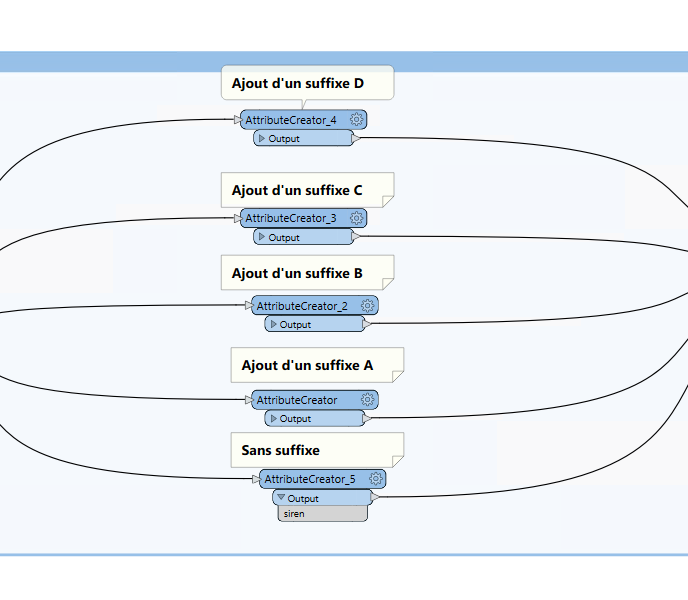 Ajout d'un suffixe D
AttributeCreator_4
Output
Ajout d'un suffixe C
AttributeCreator_3
Output
Ajout d'un suffixe B
AttributeCreator_2
Output
Ajout d'un suffixe A
AttributeCreator
Output
Sans suffixe
AttributeCreator_5
Output
siren